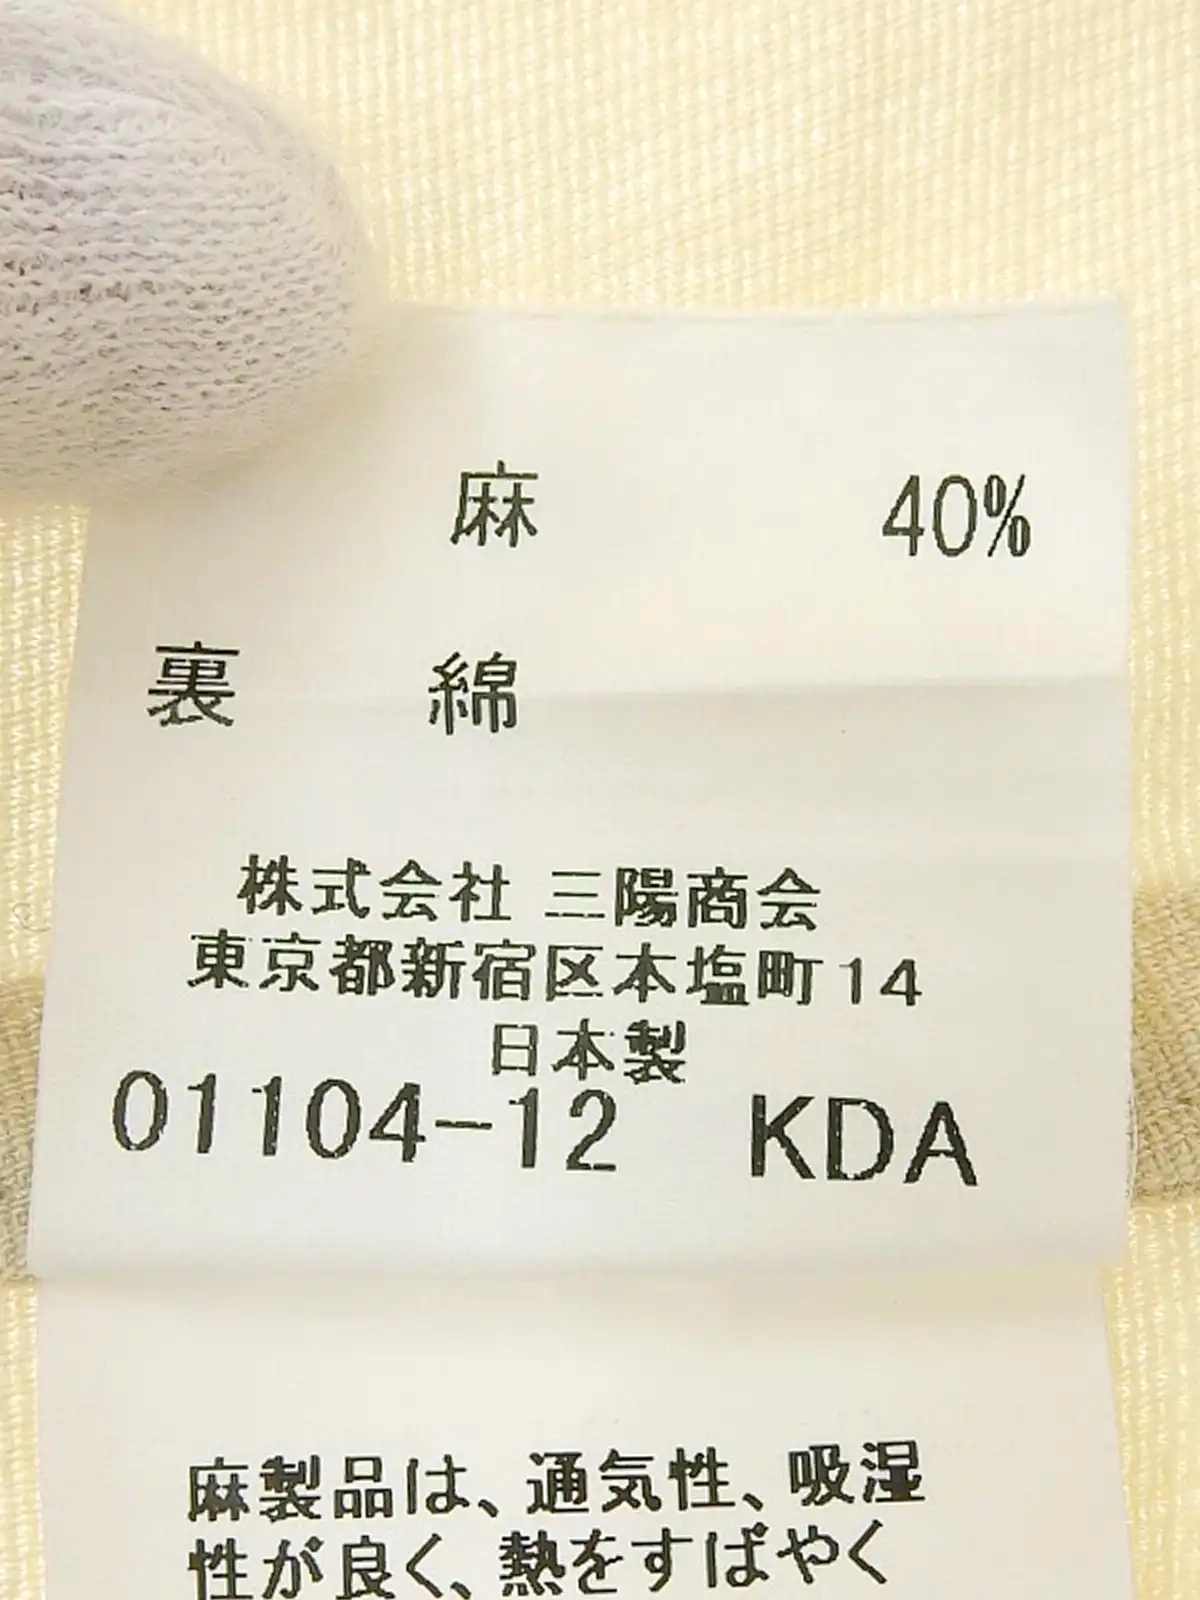 麻 40%
裏 綿
株式会社 三陽商会
東京都新宿区本塩町14
日本製
01104-12 KDA
麻製品は、通気性、吸湿
性が良く、熱をすばやく